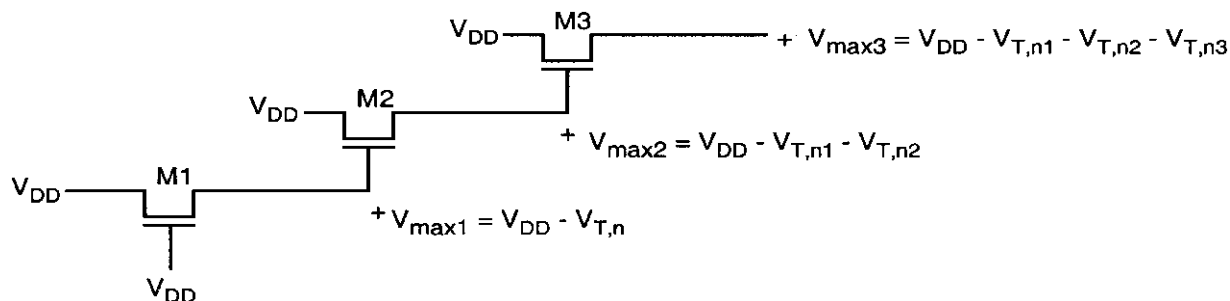 V_DD M3 + V_max3 = V_DD - V_T,n1 - V_T,n2 - V_T,n3
V_DD M2 + V_max2 = V_DD - V_T,n1 - V_T,n2
V_DD M1 + V_max1 = V_DD - V_T,n
V_DD